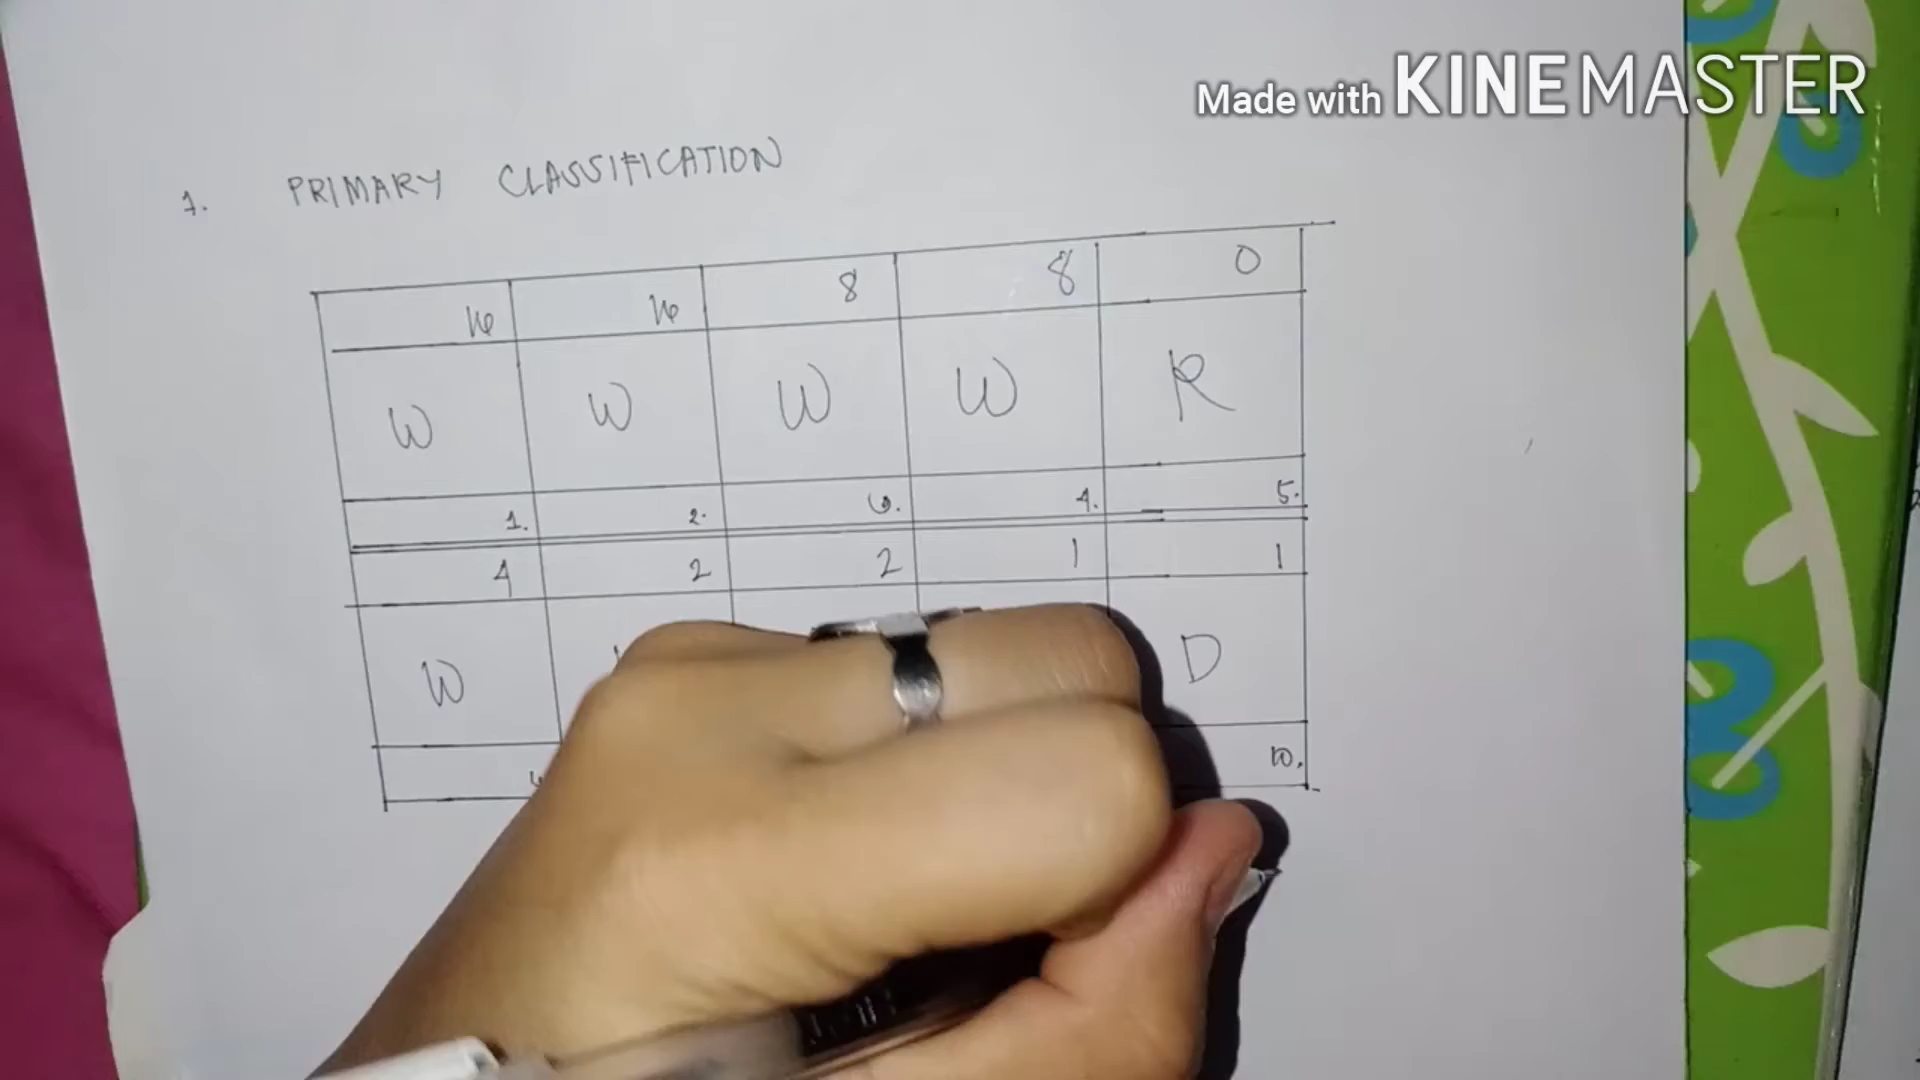 Made with KINEMASTER
1. PRIMARY CLASSIFICATION
16 16 8 8 0
W W W W R
1. 2. 4. 5.
4 2 2 1 1
W D
10.